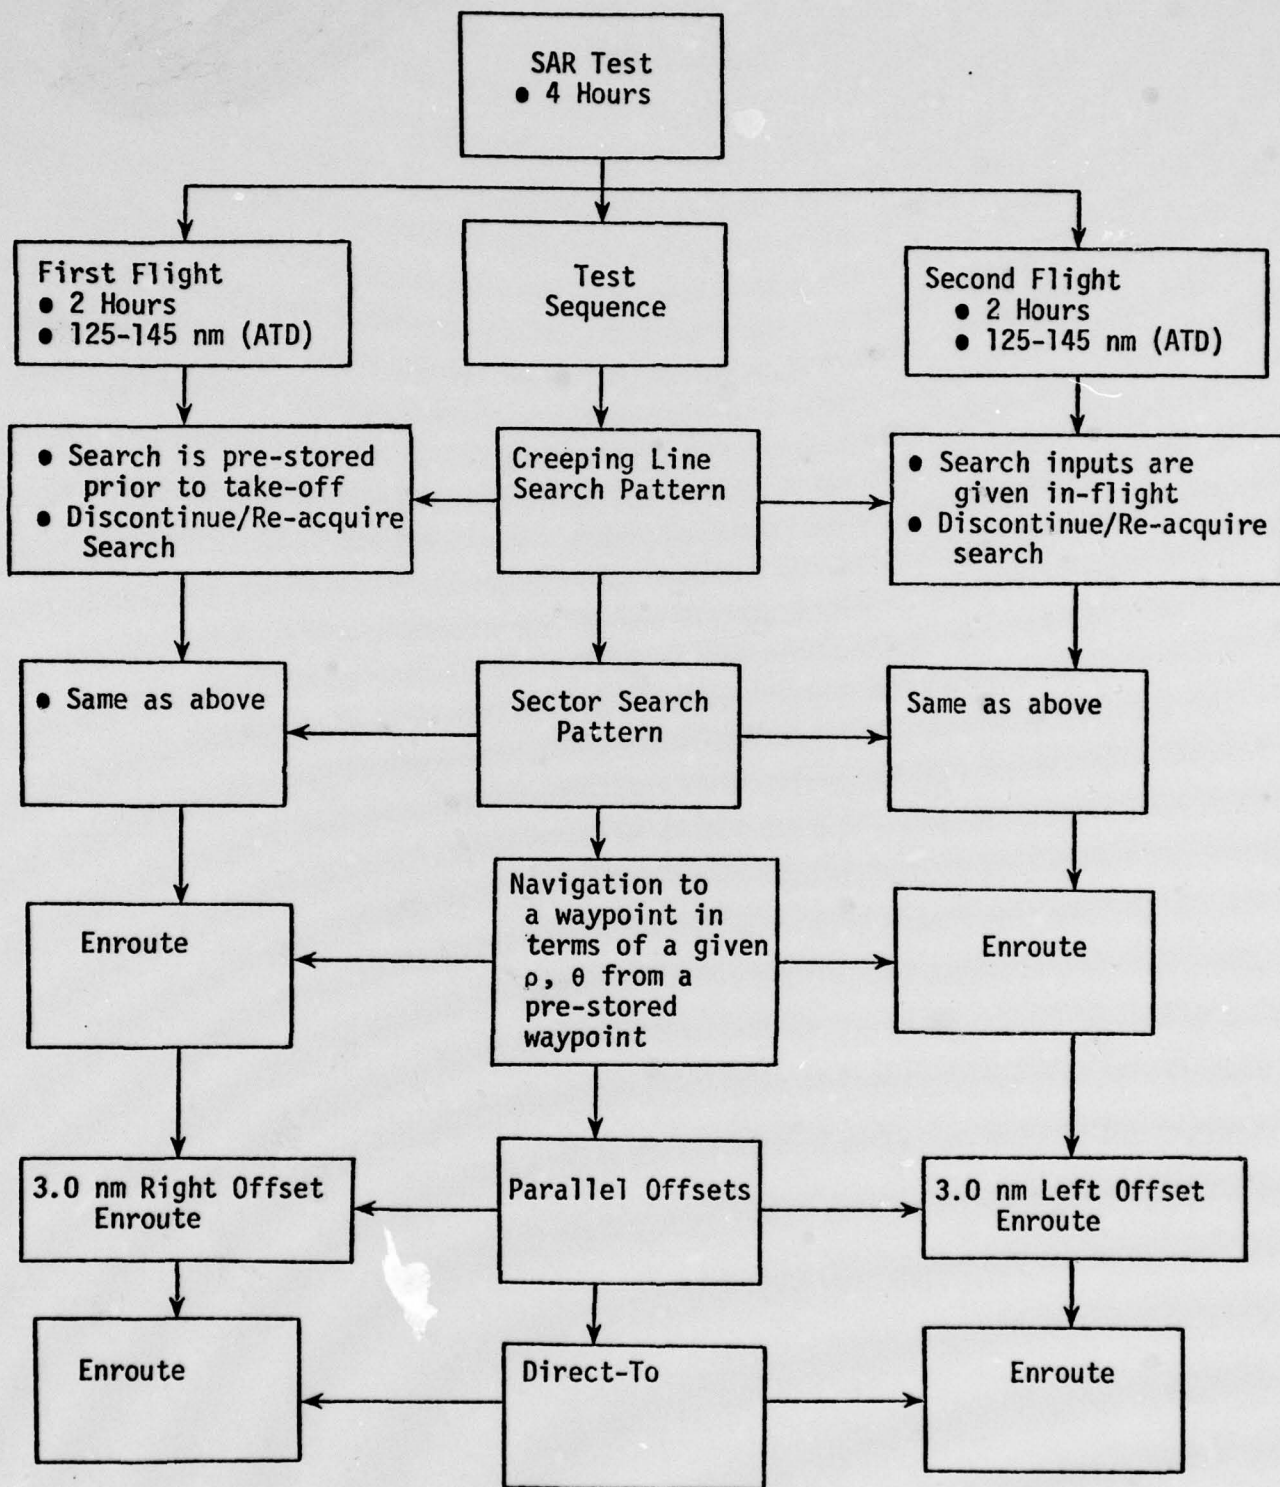 SAR Test
● 4 Hours
First Flight
● 2 Hours
● 125-145 nm (ATD)
Test
Sequence
Second Flight
● 2 Hours
● 125-145 nm (ATD)
● Search is pre-stored
prior to take-off
● Discontinue/Re-acquire
Search
Creeping Line
Search Pattern
● Search inputs are
given in-flight
● Discontinue/Re-acquire
search
● Same as above
Sector Search
Pattern
Same as above
Enroute
Navigation to
a waypoint in
terms of a given
ρ, θ from a
pre-stored
waypoint
Enroute
3.0 nm Right Offset
Enroute
Parallel Offsets
3.0 nm Left Offset
Enroute
Enroute
Direct-To
Enroute